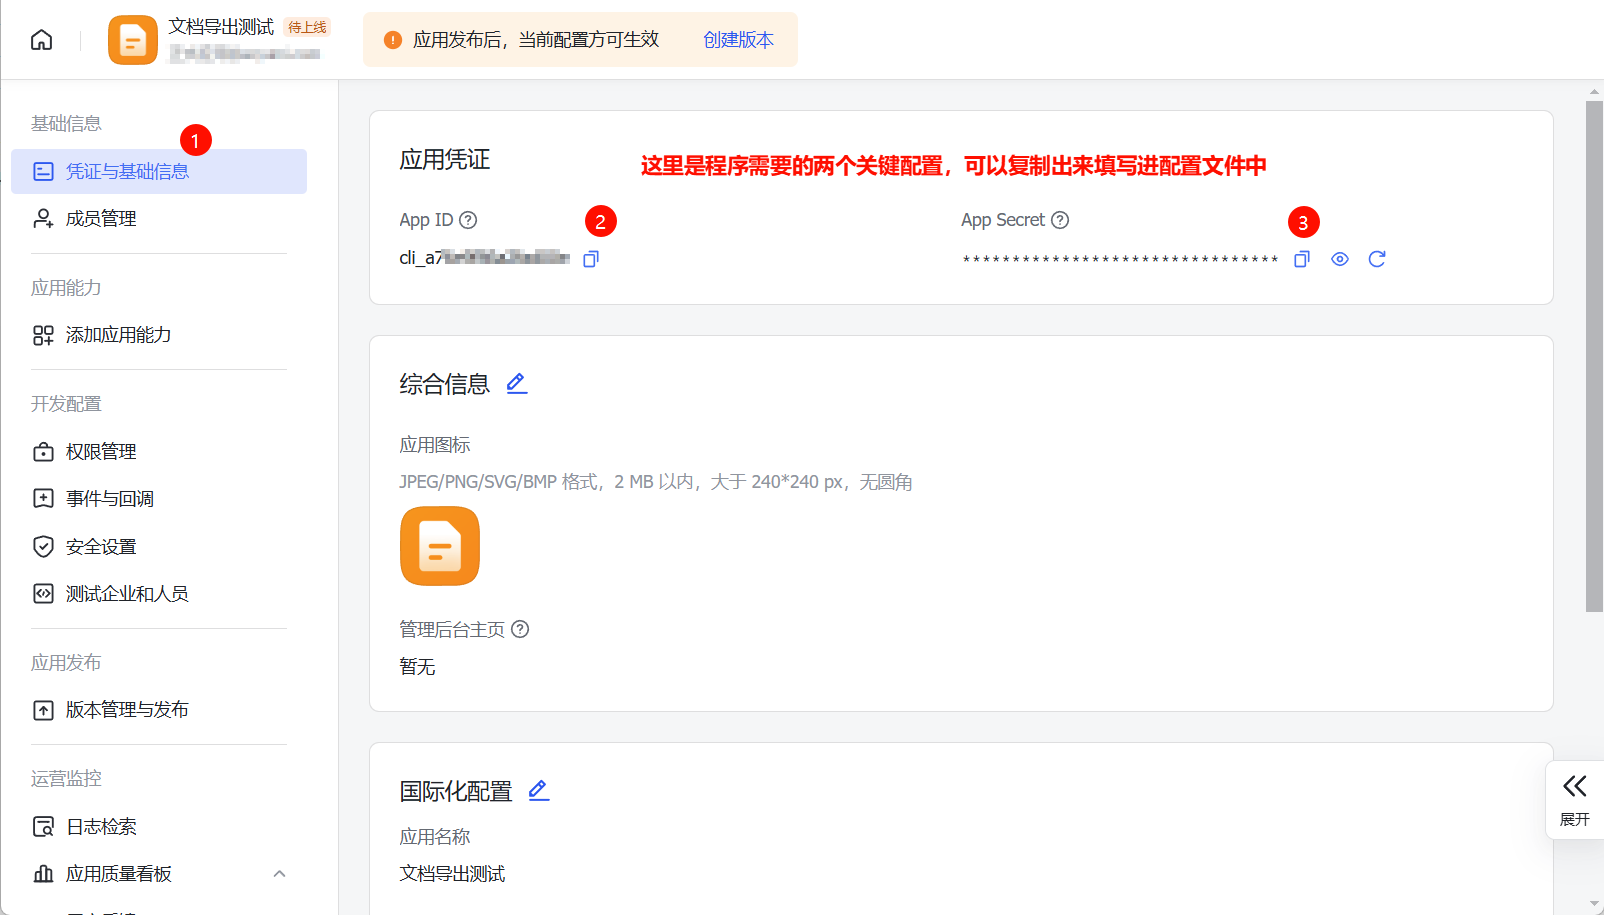 文档导出测试 待上线
应用发布后，当前配置方可生效 创建版本
基础信息
1
凭证与基础信息
成员管理
应用能力
添加应用能力
开发配置
权限管理
事件与回调
安全设置
测试企业和人员
应用发布
版本管理与发布
运营监控
日志检索
应用质量看板
应用凭证
这里是程序需要的两个关键配置，可以复制出来填写进配置文件中
App ID
2
cli_a7
App Secret
3
********************************
综合信息
应用图标
JPEG/PNG/SVG/BMP 格式，2 MB 以内，大于 240*240 px，无圆角
管理后台主页
暂无
国际化配置
应用名称
文档导出测试
展开